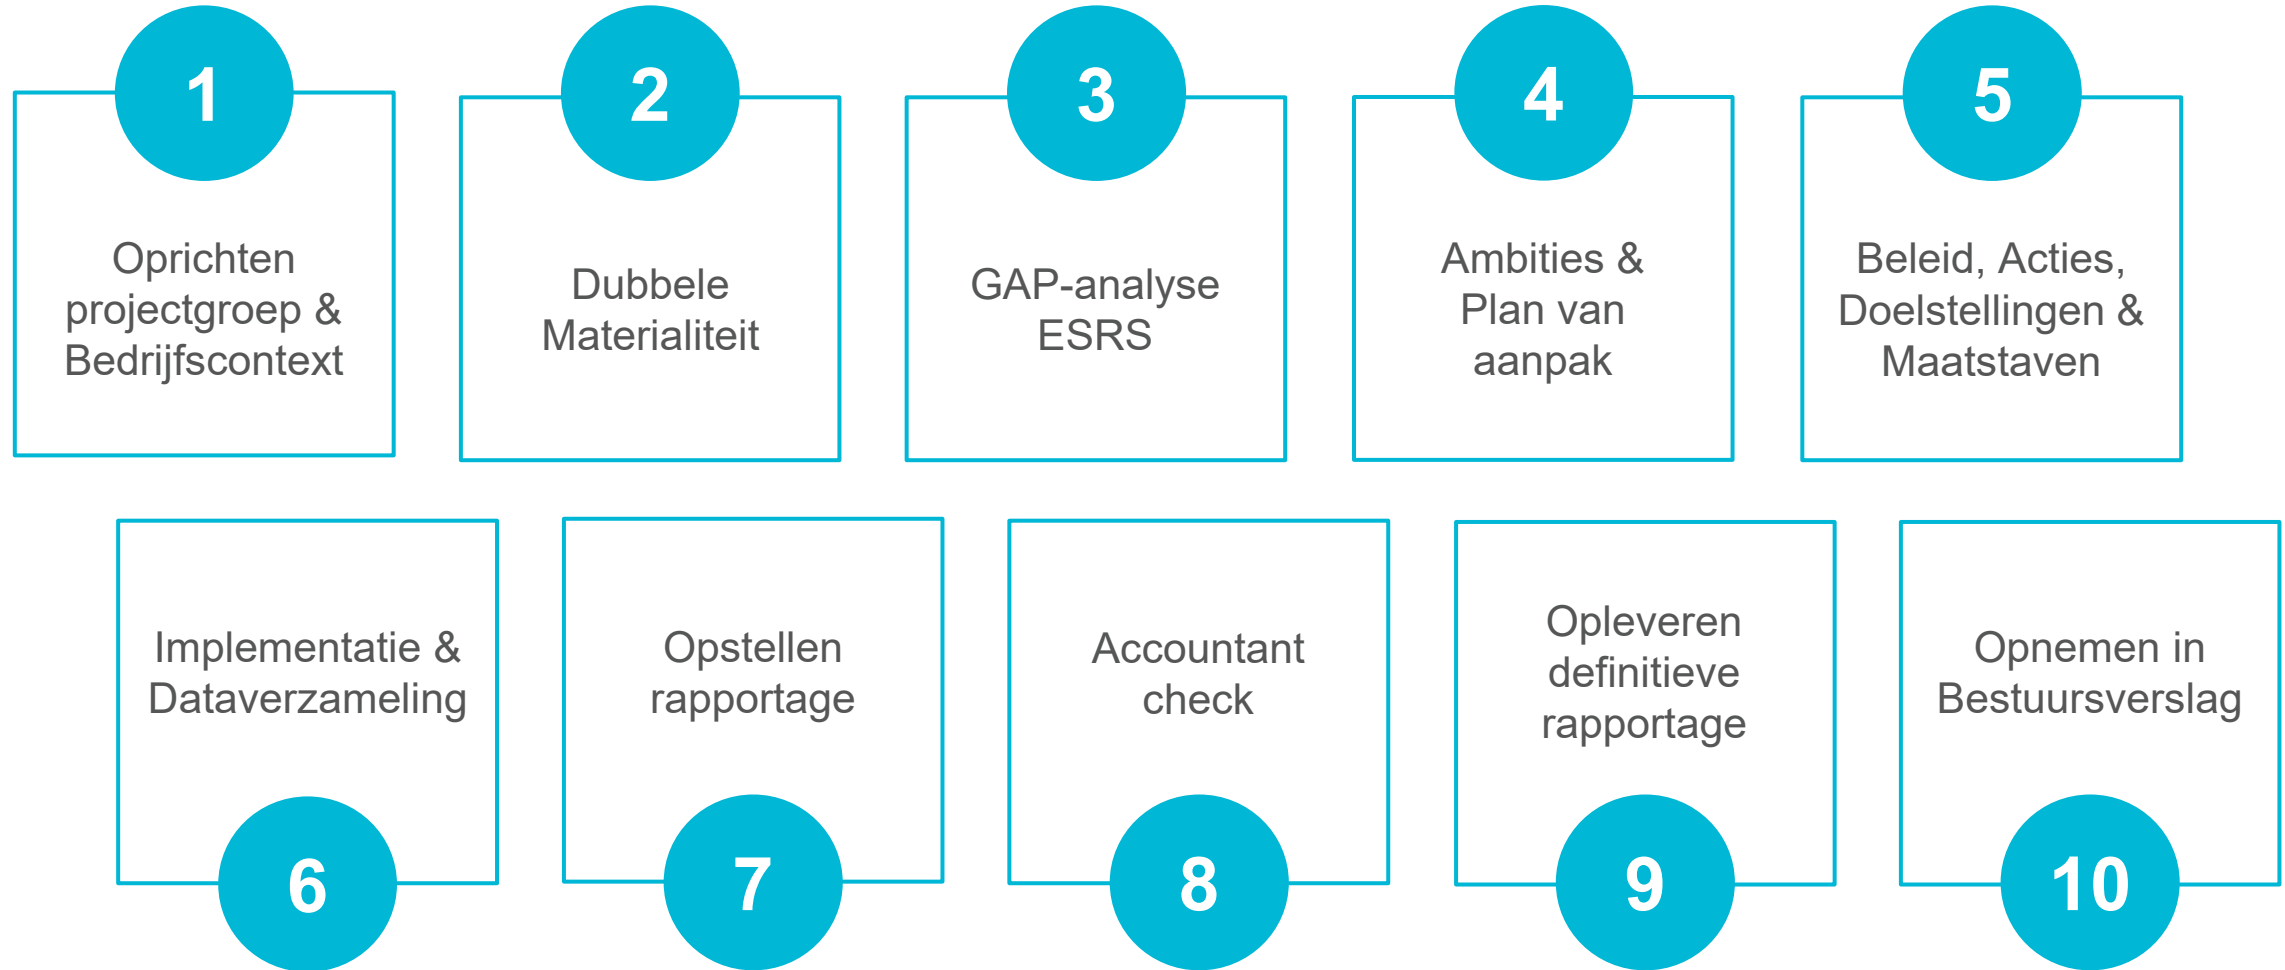 1
Oprichten
projectgroep &
Bedrijfscontext
2
Dubbele
Materialiteit
3
GAP-analyse
ESRS
4
Ambities &
Plan van
aanpak
5
Beleid, Acties,
Doelstellingen &
Maatstaven
Implementatie &
Dataverzameling
6
Opstellen
rapportage
7
Accountant
check
8
Opleveren
definitieve
rapportage
9
Opnemen in
Bestuursverslag
10